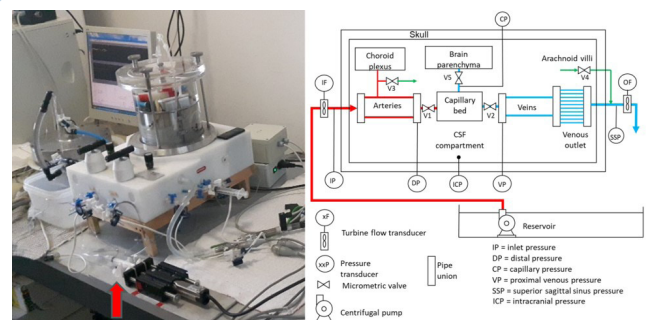 Skull
CP
Choroid
plexus
Brain
parenchyma
Arachnoid villi
IF
V3
V5
V4
OF
Arteries
V1
Capillary
bed
V2
Veins
Venous
outlet
SSP
CSF
compartment
IP
DP
ICP
VP
Reservoir
xF
Turbine flow transducer
xxP
Pressure
transducer
Micrometric valve
Centrifugal pump
Pipe
union
IP = inlet pressure
DP = distal pressure
CP = capillary pressure
VP = proximal venous pressure
SSP = superior sagittal sinus pressure
ICP = intracranial pressure